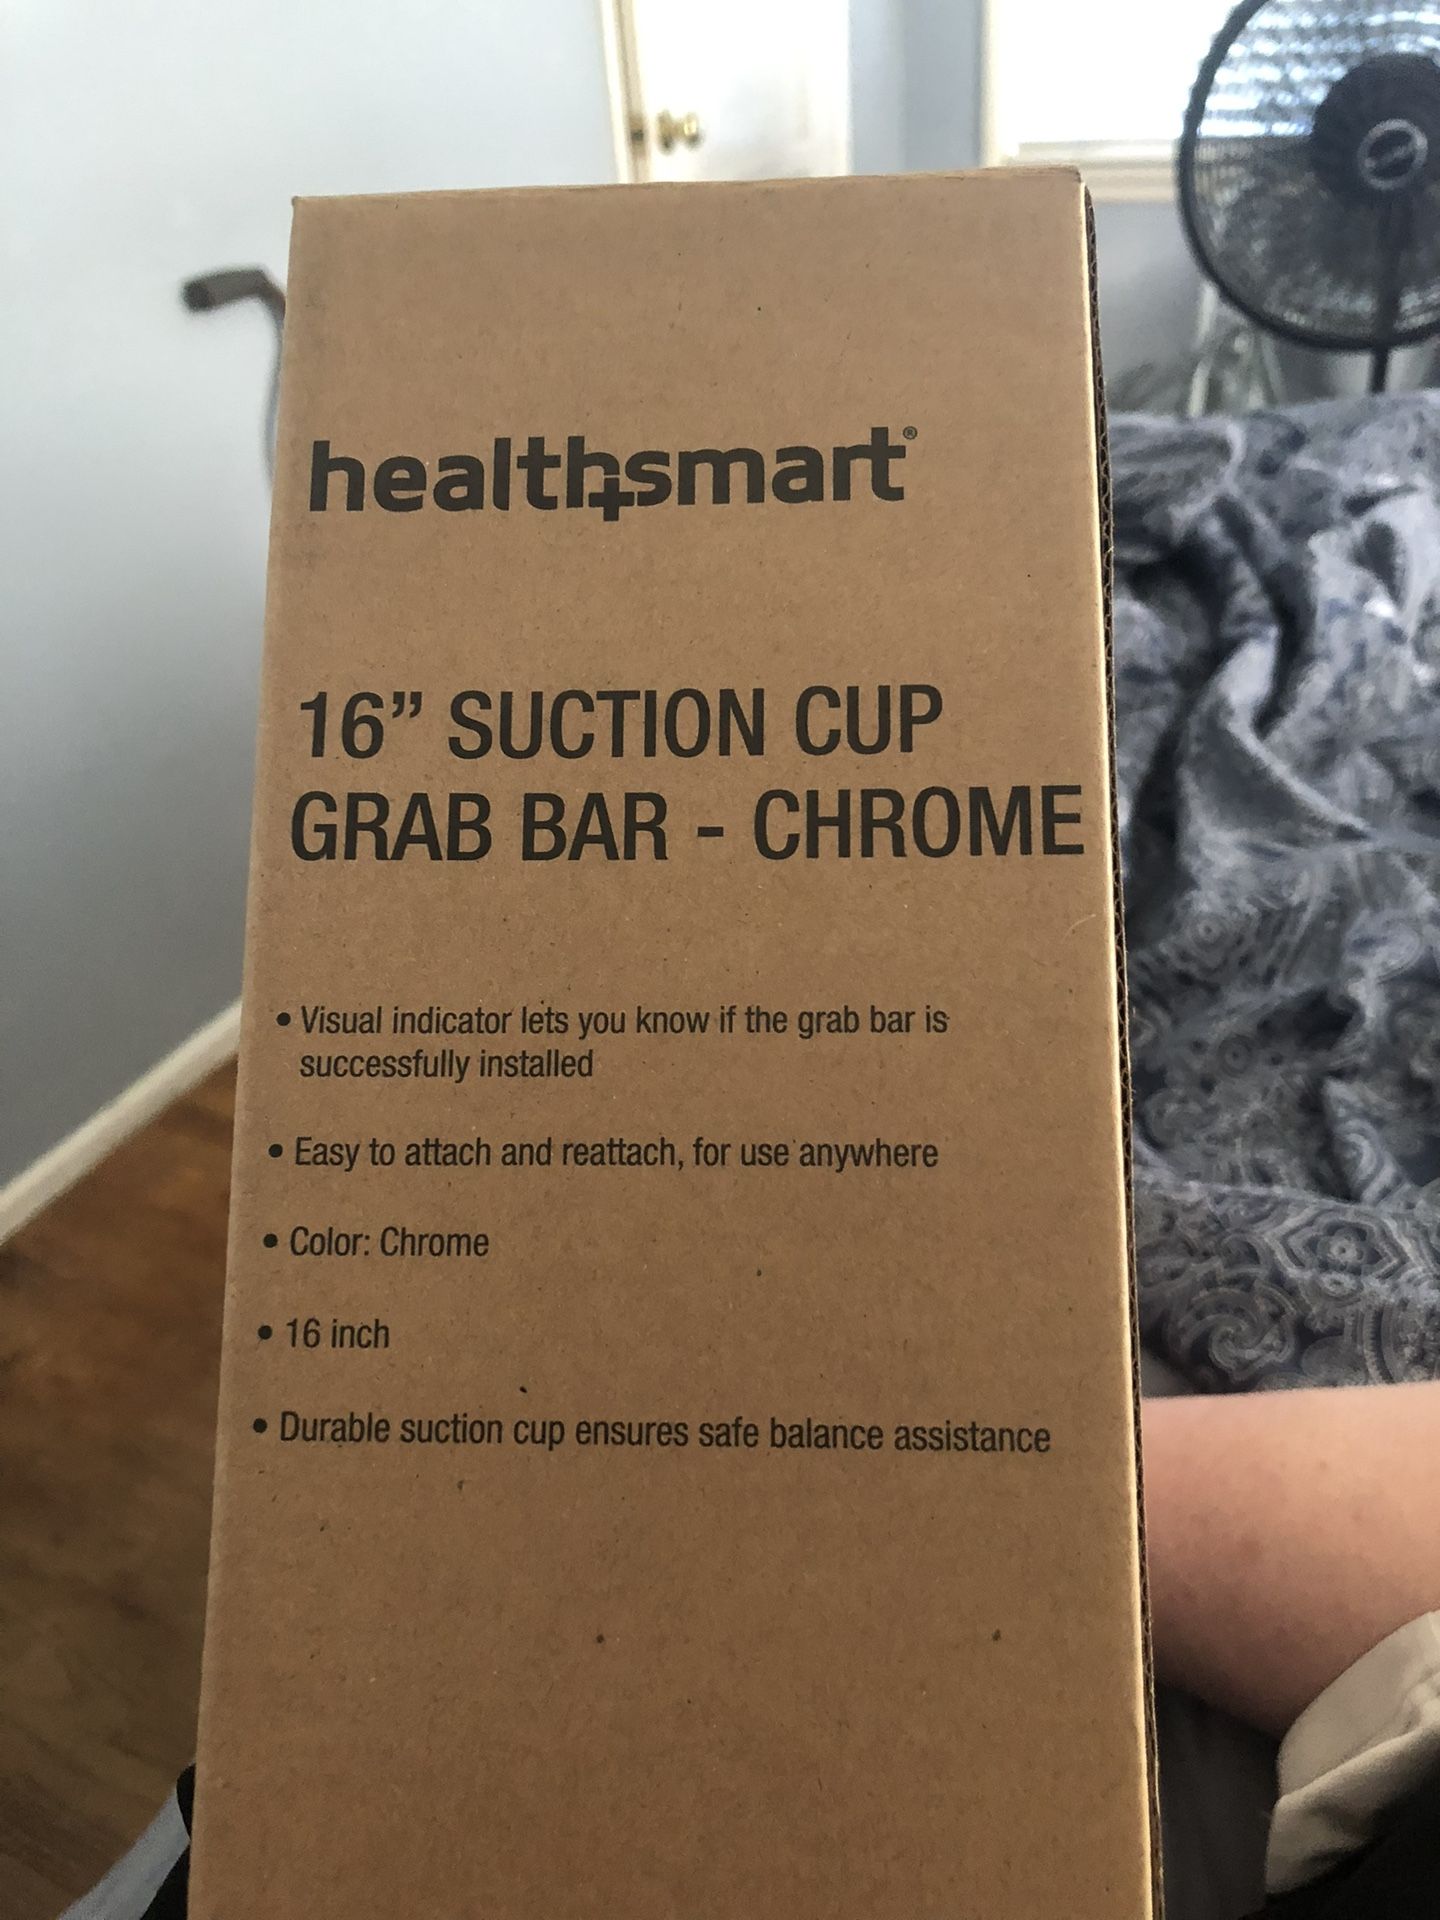 healthsmart®
16” SUCTION CUP
GRAB BAR - CHROME
• Visual indicator lets you know if the grab bar is
successfully installed
• Easy to attach and reattach, for use anywhere
• Color: Chrome
• 16 inch
• Durable suction cup ensures safe balance assistance